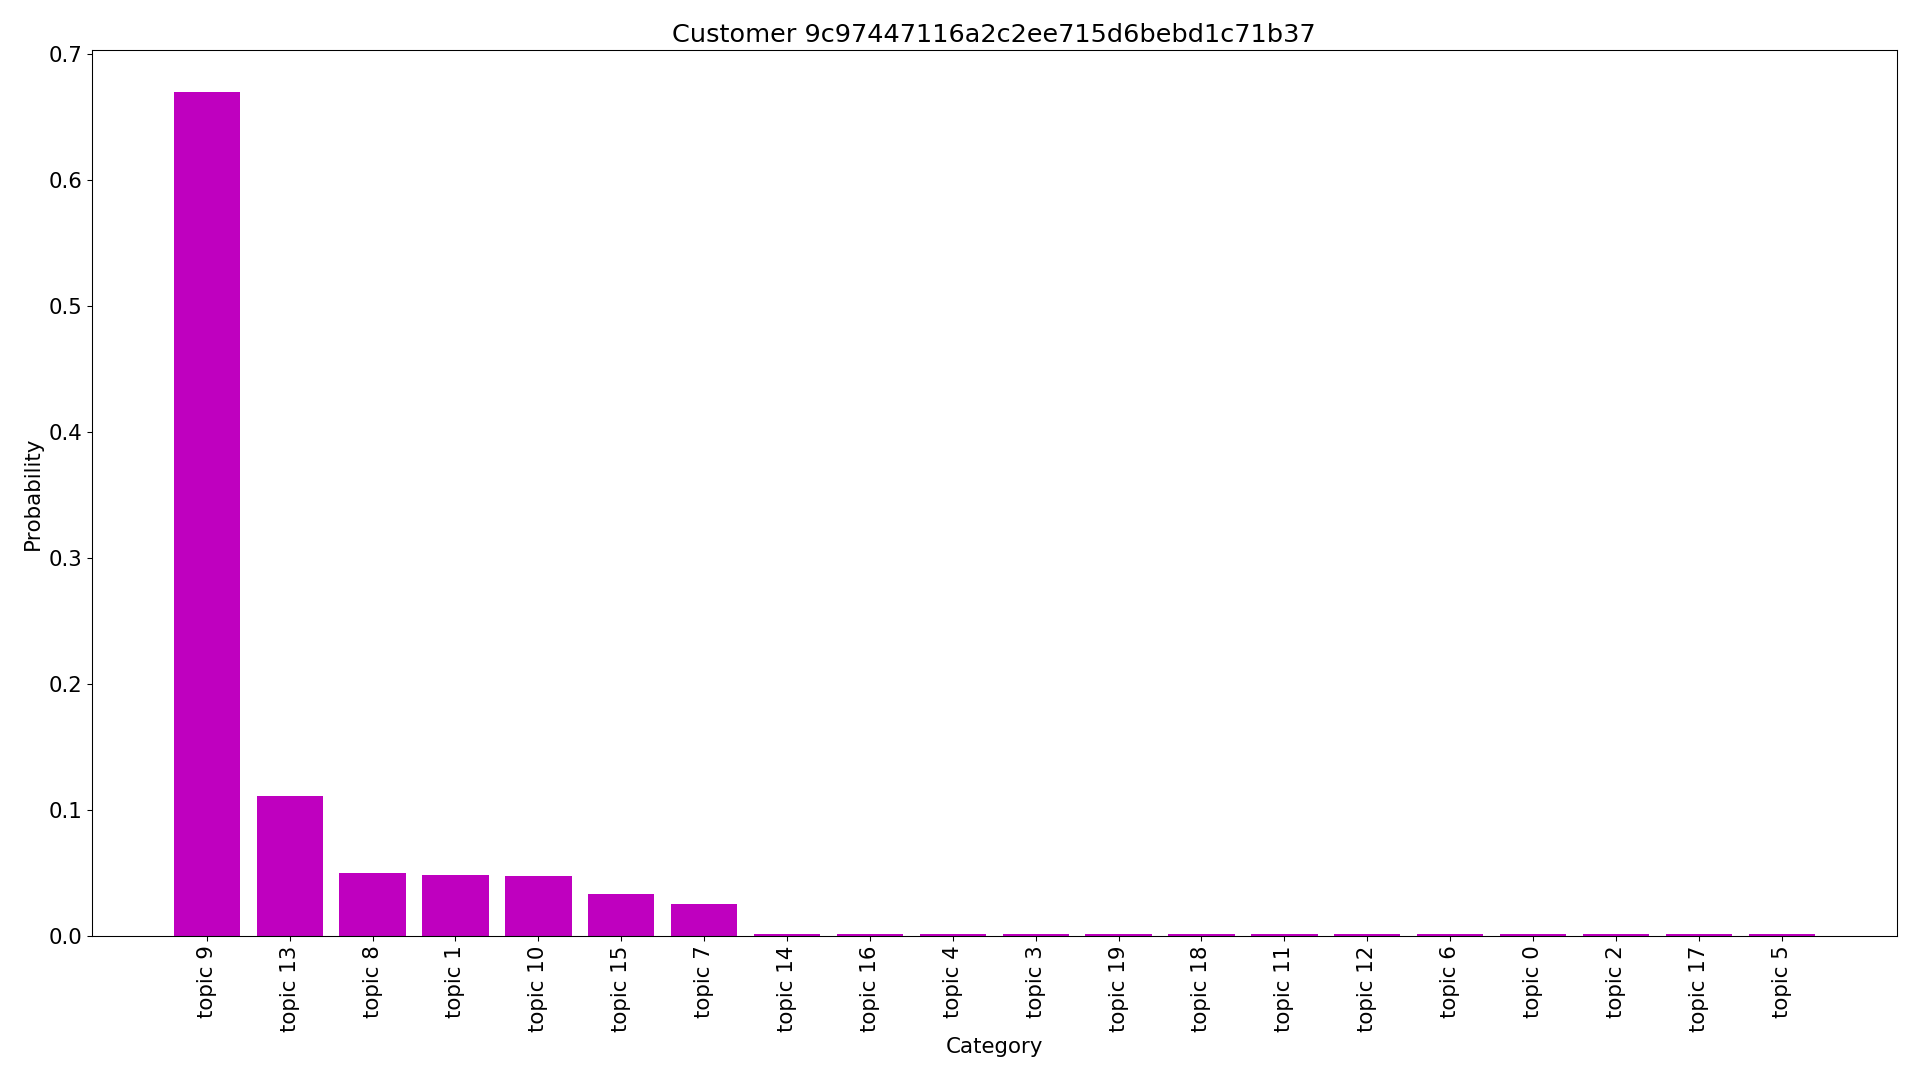 Customer 9c97447116a2c2ee715d6bebd1c71b37
0.7
0.6
0.5
0.4
0.3
0.2
0.1
0.0
Probability
topic 9
topic 13
topic 8
topic 1
topic 10
topic 15
topic 7
topic 14
topic 16
topic 4
topic 3
topic 19
topic 18
topic 11
topic 12
topic 6
topic 0
topic 2
topic 17
topic 5
Category